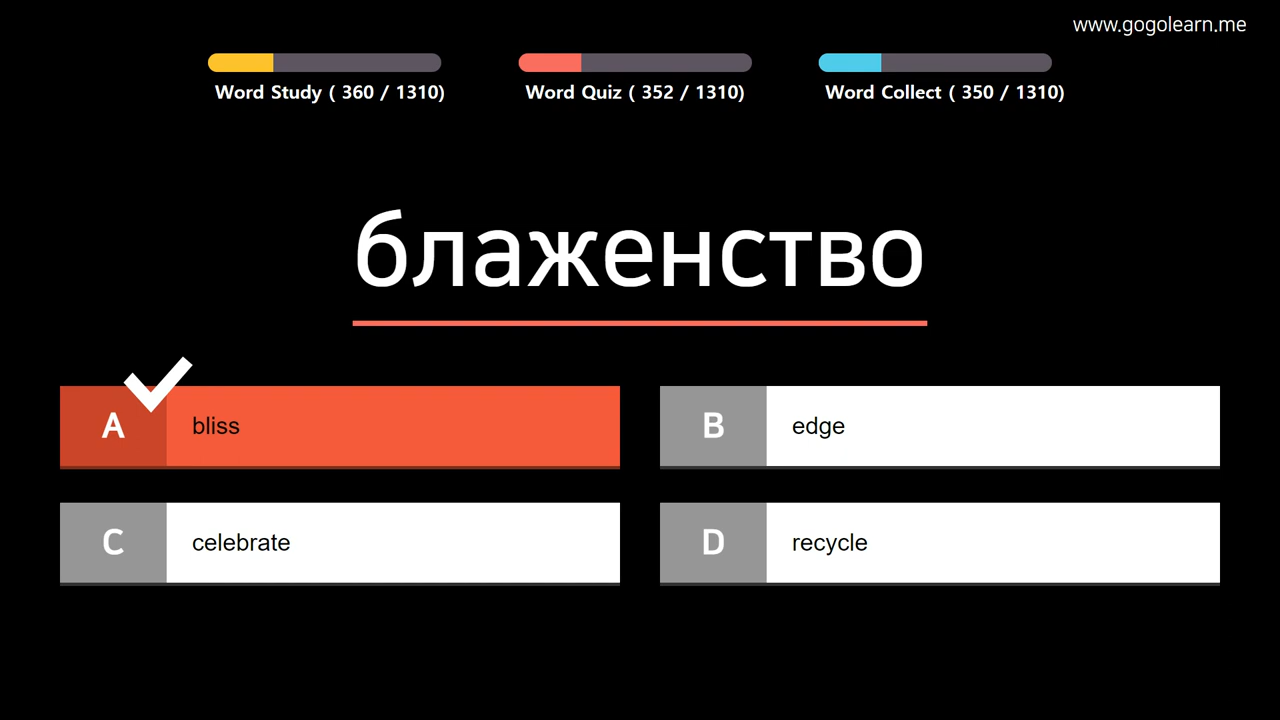 www.gogolearn.me
Word Study ( 360 / 1310)
Word Quiz ( 352 / 1310)
Word Collect ( 350 / 1310)
блаженство
A bliss
B edge
C celebrate
D recycle